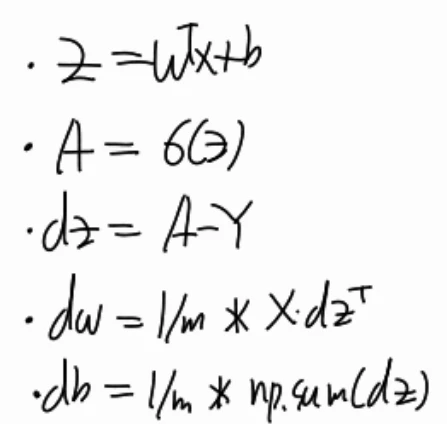 · Z = WᵀX+b
· A = σ(z)
· dz = A-Y
· dw = 1/m * X·dzᵀ
· db = 1/m * np.sum(dz)